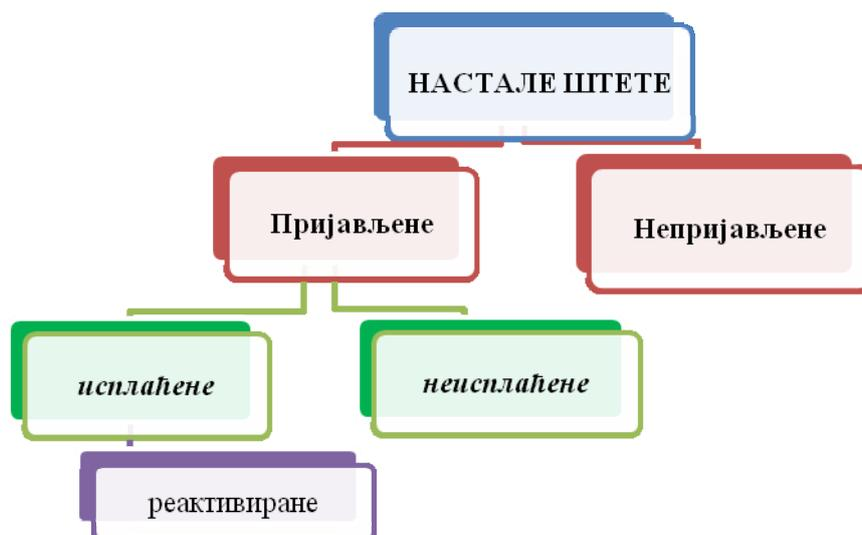 НАСТАЛЕ ШТЕТЕ
Пријављене
Непријављене
исплаћене
неисплаћене
реактивиране